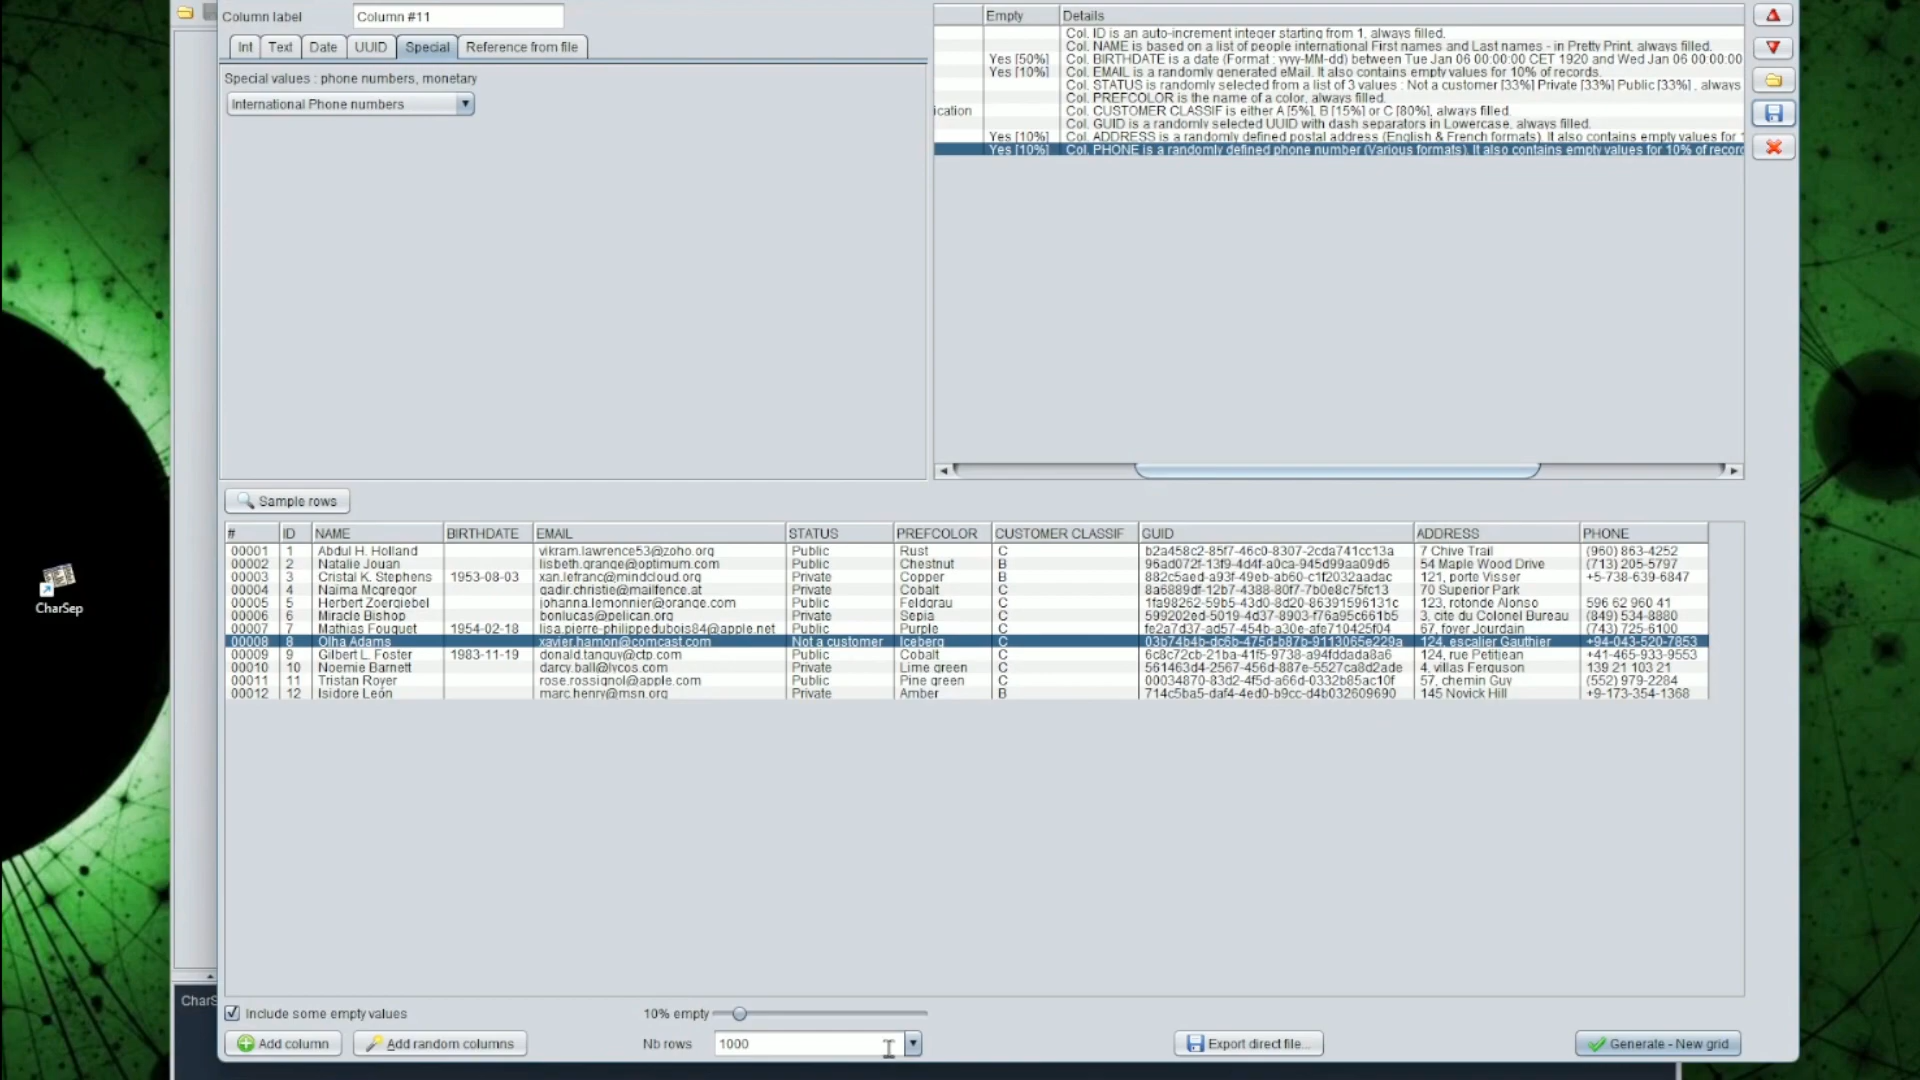 Column label Column #11
Int Text Date UUID Special Reference from file
Special values : phone numbers, monetary
International Phone numbers
Empty Details
Col. ID is an auto-increment integer starting from 1, always filled.
Col. NAME is based on a list of people international First names and Last names - in Pretty Print, always filled.
Yes [50%] Col. BIRTHDATE is a date (Format : yyyy-MM-dd) between Tue Jan 06 00:00:00 CET 1920 and Wed Jan 06 00:00:00
Yes [10%] Col. EMAIL is a randomly generated eMail. It also contains empty values for 10% of records.
Col. STATUS is randomly selected from a list of 3 values : Not a customer [33%] Private [33%] Public [33%] , always
Col. PREFCOLOR is the name of a color, always filled.
ication Col. CUSTOMER CLASSIF is either A [5%], B [15%] or C [80%], always filled.
Col. GUID is a randomly selected UUID with dash separators in Lowercase, always filled.
Yes [10%] Col. ADDRESS is a randomly defined postal address (English & French formats). It also contains empty values for
Yes [10%] Col. PHONE is a randomly defined phone number (Various formats). It also contains empty values for 10% of recor
Sample rows
# ID NAME BIRTHDATE EMAIL STATUS PREFCOLOR CUSTOMER CLASSIF GUID ADDRESS PHONE
00001 1 Abdul H. Holland vikram.lawrence53@zoho.org Public Rust C b2a458c2-85f7-46c0-8307-2cda741cc13a 7 Chive Trail (960) 863-4252
00002 2 Natalie Jouan lisbeth.grange@optimum.com Public Chestnut B 96ad072f-13f9-4d4f-a0ca-945d99aa09d6 54 Maple Wood Drive (713) 205-5797
00003 3 Cristal K. Stephens 1953-08-03 xan.lefranc@mindcloud.org Private Copper B 882c5aed-a93f-49eb-ab60-c1f2032aadac 121, porte Visser +5-738-639-6847
00004 4 Naima Mcgregor qadir.christie@mailfence.at Private Cobalt C 8a6889df-12b7-4388-80f7-7b0e8c75fc13 70 Superior Park
00005 5 Herbert Zoergiebel johanna.lemonnier@orange.com Public Feldgrau C 1fa98262-59b5-43d0-8d20-86391596131c 123, rotonde Alonso 596 62 960 41
00006 6 Miracle Bishop bonlucas@pelican.org Private Sepia C 599202ed-5019-4d37-8903-f76a95c661b5 3, cite du Colonel Bureau (849) 534-8880
00007 7 Mathias Fouquet 1954-02-18 lisa.pierre-philippedubois84@apple.net Public Purple C fe2a7d37-ad57-454b-a30e-afe710425f04 67, foyer Jourdain (743) 725-6100
00008 8 Olha Adams xavier.hamon@comcast.com Not a customer Iceberg C 03b74b4b-dc6b-475d-b87b-9113065e229a 124, escalier Gauthier +94-043-520-7853
00009 9 Gilbert L. Foster 1983-11-19 donald.tanguy@ctp.com Public Cobalt C 6c8c72cb-21ba-41f5-9738-a94fddada8a6 124, rue Petitjean +41-465-933-9553
00010 10 Noemie Barnett darcy.ball@lycos.com Private Lime green C 561463d4-2567-456d-887e-5527ca8d2ade 4, villas Ferguson 139 21 103 21
00011 11 Tristan Royer rose.rossignol@apple.com Public Pine green C 00034870-83d2-4f5d-a66d-0332b85ac10f 57, chemin Guy (552) 979-2284
00012 12 Isidore León marc.henry@msn.org Private Amber B 714c5ba5-daf4-4ed0-b9cc-d4b032609690 145 Novick Hill +9-173-354-1368
CharSep
CharS
Include some empty values 10% empty
Add column Add random columns Nb rows 1000 Export direct file... Generate - New grid